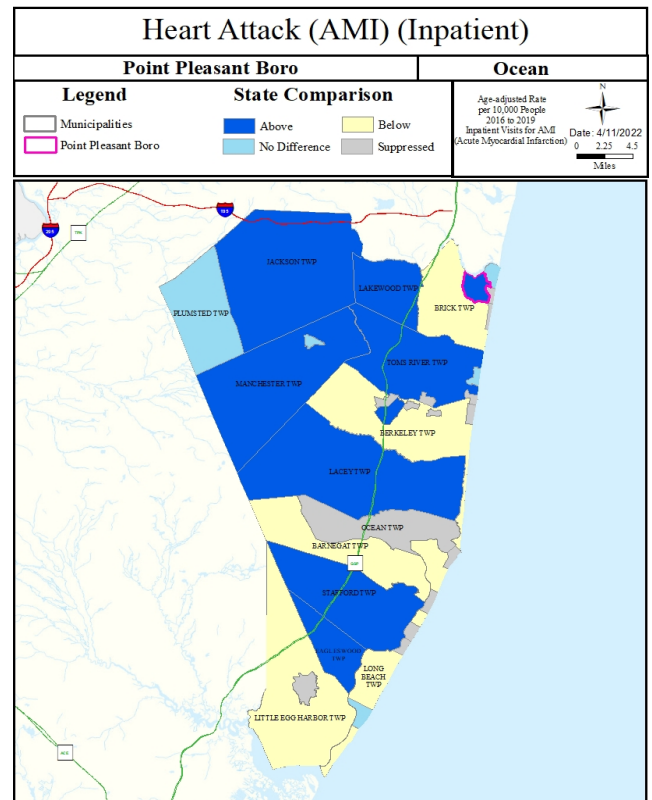 Heart Attack (AMI) (Inpatient)
Point Pleasant Boro
Ocean
Legend
Municipalities
Point Pleasant Boro
State Comparison
Above
Below
No Difference
Suppressed
Age-adjusted Rate
per 10,000 People
2016 to 2019
Inpatient Visits for AMI
(Acute Myocardial Infarction)
N
Date: 4/11/2022
0 2.25 4.5
Miles
195
JACKSON TWP
LAKEWOOD TWP
BRICK TWP
PLUMSTED TWP
TOMS RIVER TWP
MANCHESTER TWP
BERKELEY TWP
LACEY TWP
OCEAN TWP
BARNEGAT TWP
STAFFORD TWP
EAGLESWOOD
TWP
LONG
BEACH
TWP
LITTLE EGG HARBOR TWP